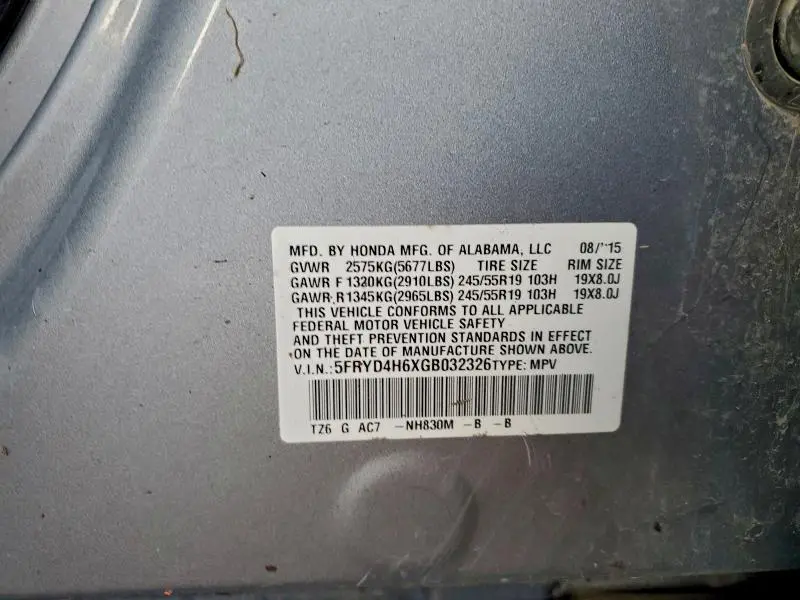 MFD. BY HONDA MFG. OF ALABAMA, LLC 08/15
GVWR 2575KG(5677LBS) TIRE SIZE RIM SIZE
GAWR F 1320KG(2910LBS) 245/55R19 103H 19X8.0J
GAWR R 1345KG(2965LBS) 245/55R19 103H 19X8.0J
THIS VEHICLE CONFORMS TO ALL APPLICABLE
FEDERAL MOTOR VEHICLE SAFETY
AND THEFT PREVENTION STANDARDS IN EFFECT
ON THE DATE OF MANUFACTURE SHOWN ABOVE.
V.I.N.:5FRYD4H6XGB032326TYPE: MPV
TZ6 G AC7 -NH830M -B -B